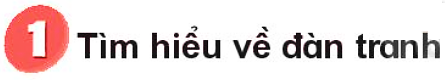 1 Tìm hiểu về đàn tranh